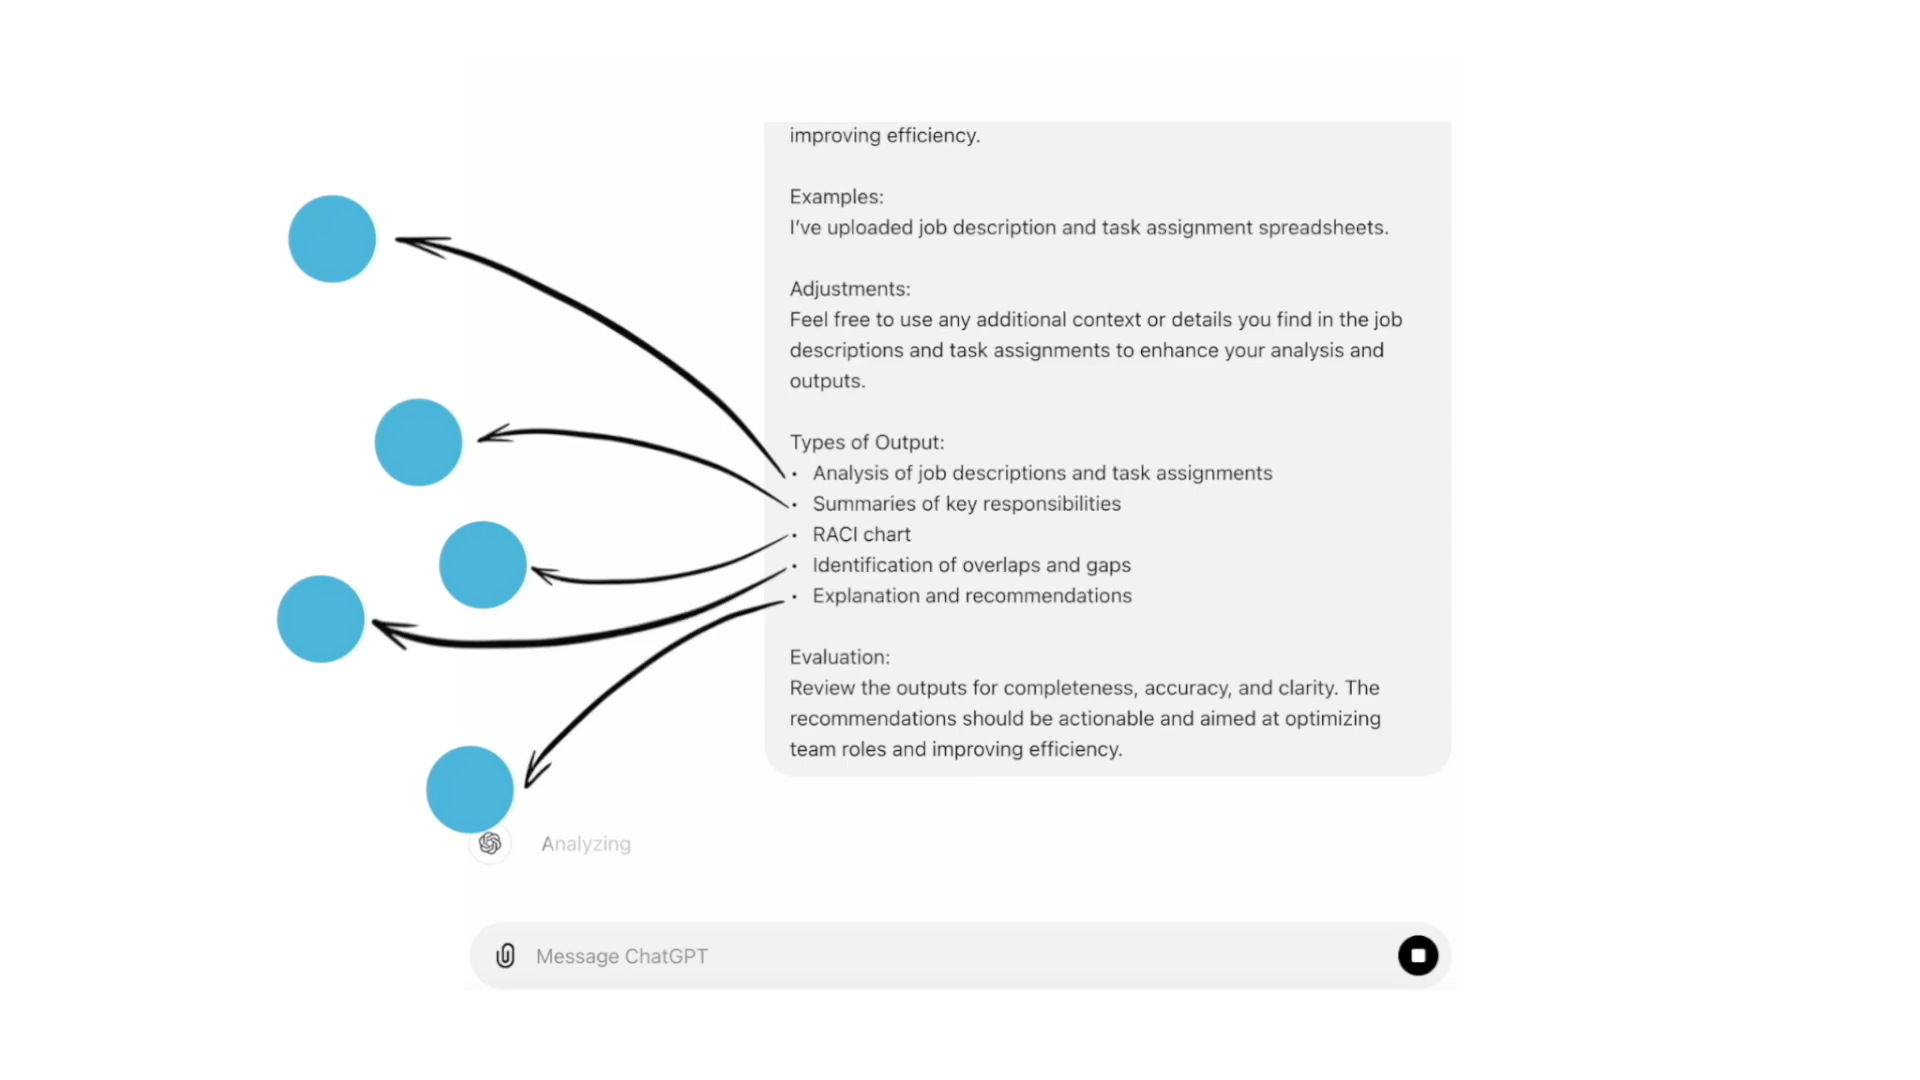 improving efficiency.
Examples:
I've uploaded job description and task assignment spreadsheets.
Adjustments:
Feel free to use any additional context or details you find in the job
descriptions and task assignments to enhance your analysis and
outputs.
Types of Output:
• Analysis of job descriptions and task assignments
• Summaries of key responsibilities
• RACI chart
• Identification of overlaps and gaps
• Explanation and recommendations
Evaluation:
Review the outputs for completeness, accuracy, and clarity. The
recommendations should be actionable and aimed at optimizing
team roles and improving efficiency.
Analyzing
Message ChatGPT